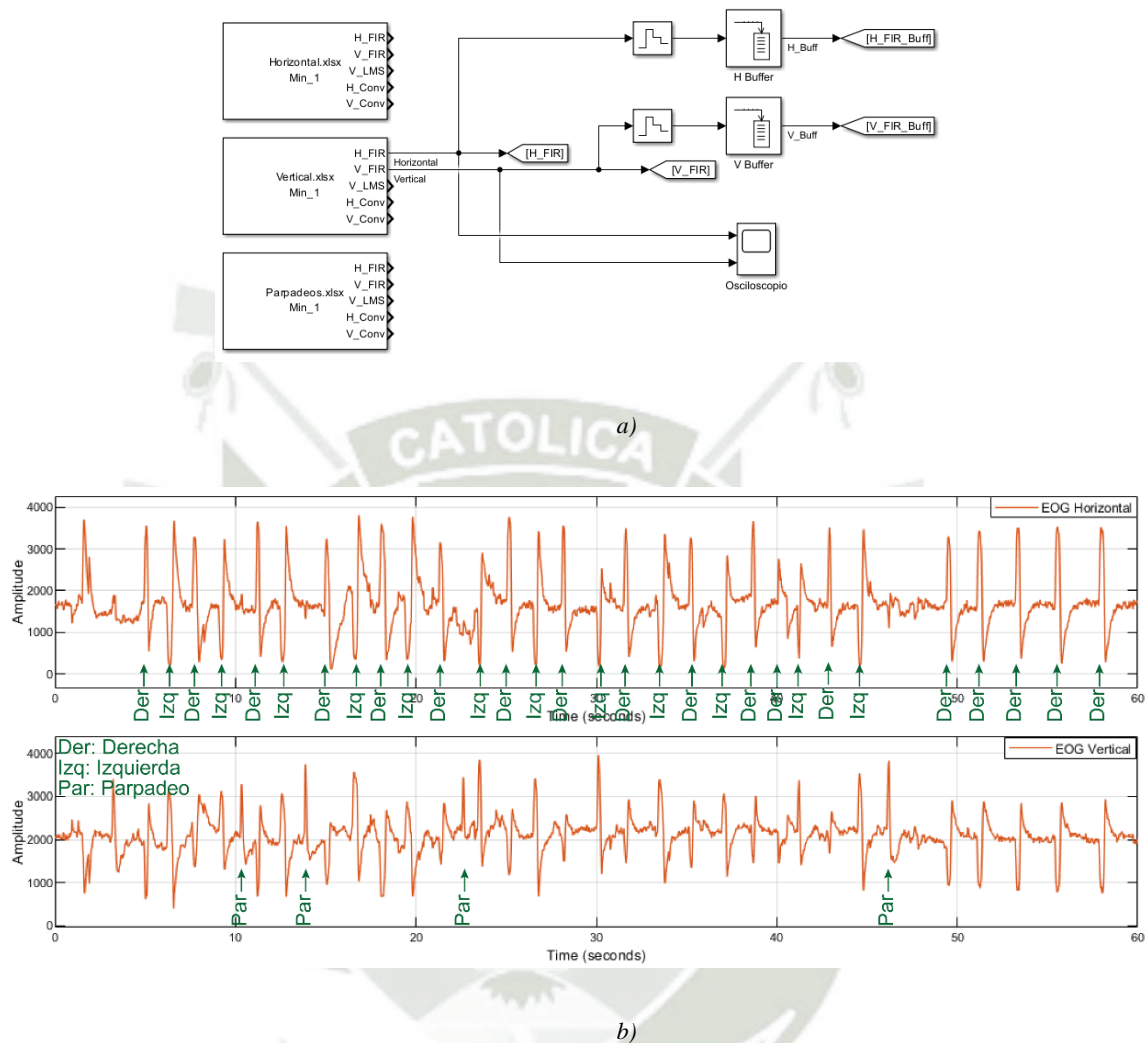 H_FIR
V_FIR
Horizontal.xlsx
V_LMS
Min_1
H_Conv
V_Conv
H Buffer
H_Buff
[H_FIR_Buff]
H_FIR
Horizontal
[H_FIR]
V_FIR
Vertical
[V_FIR]
Vertical.xlsx
V_LMS
Min_1
H_Conv
V_Conv
V Buffer
V_Buff
[V_FIR_Buff]
H_FIR
V_FIR
Parpadeos.xlsx
V_LMS
Min_1
H_Conv
V_Conv
Osciloscopio
a)
CATOLICA
EOG Horizontal
Amplitude
4000
3000
2000
1000
0
0 10 20 30 40 50 60
Der Izq Der Izq Der Izq Der Izq Der Izq Der Izq Der Izq Der Izq Der Izq Der Izq Der Der Izq Der Izq Der Der Der Der Der
Time (seconds)
Der: Derecha
Izq: Izquierda
Par: Parpadeo
EOG Vertical
Amplitude
4000
3000
2000
1000
0
Par Par Par Par
0 10 20 30 40 50 60
Time (seconds)
b)